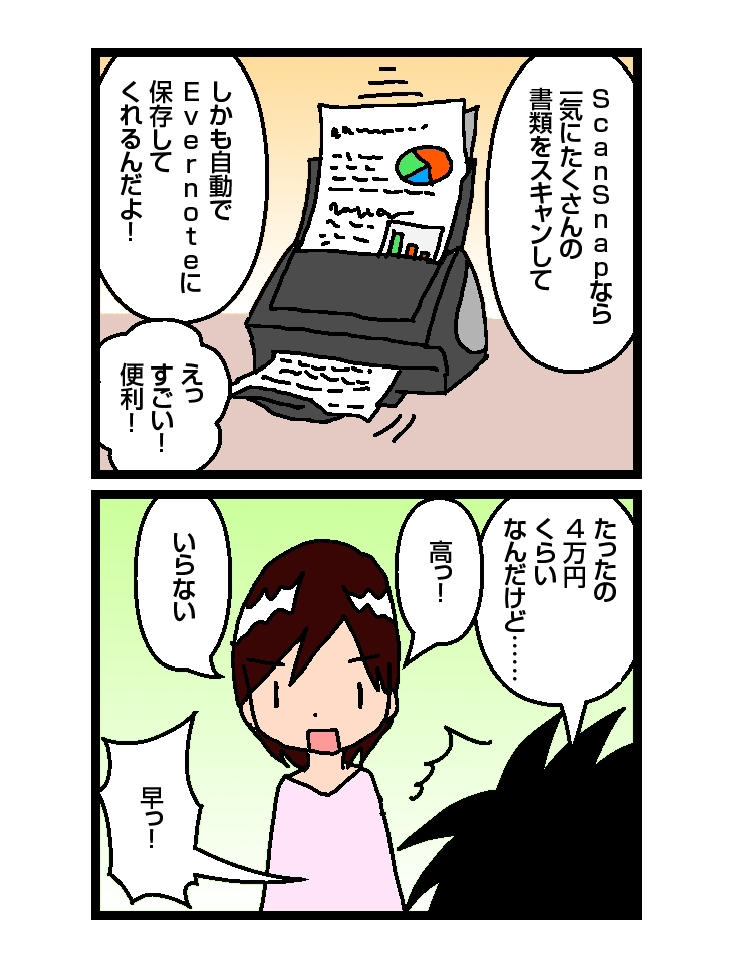 ScanSnapなら
一気にたくさんの
書類をスキャンして
しかも自動で
Evernoteに
保存して
くれるんだよ！
えっ
すごい！
便利！
たったの
４万円
くらい
なんだけど……
高っ！
いらない
早っ！